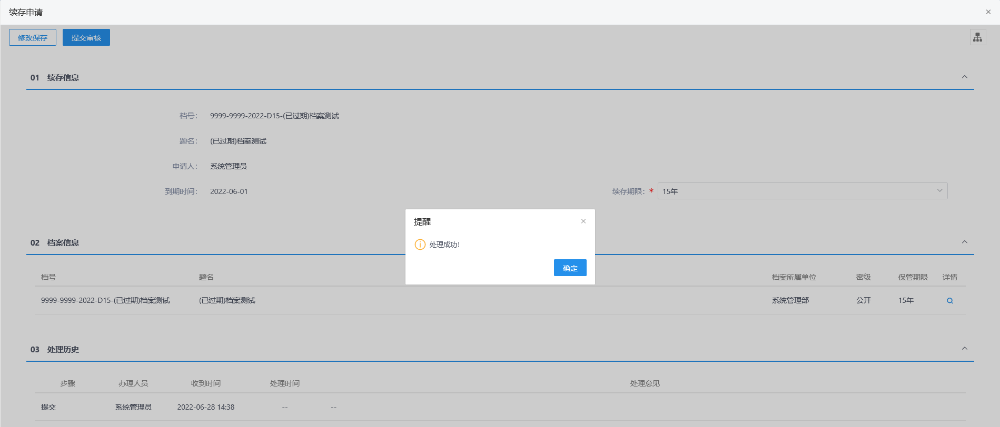 续存申请
修改保存 提交审核
01 续存信息
档号： 9999-9999-2022-D15-(已过期)档案测试
题名： (已过期)档案测试
申请人： 系统管理员
到期时间： 2022-06-01 续存期限：* 15年
提醒
处理成功!
确定
02 档案信息
档号 题名 档案所属单位 密级 保管期限 详情
9999-9999-2022-D15-(已过期)档案测试 (已过期)档案测试 系统管理部 公开 15年
03 处理历史
步骤 办理人员 收到时间 处理时间 处理意见
提交 系统管理员 2022-06-28 14:38 -- --